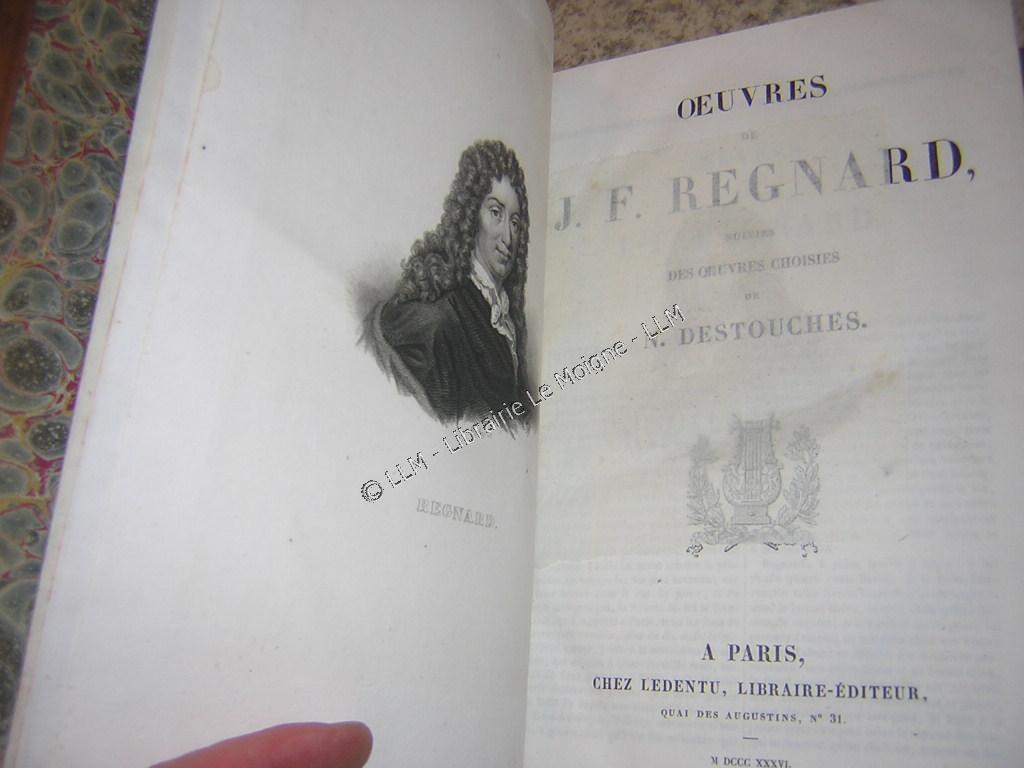 REGNARD.
OEUVRES
DE
J. F. REGNARD,
SUIVIES
DES OEUVRES CHOISIES
DE
N. DESTOUCHES.
A PARIS,
CHEZ LEDENTU, LIBRAIRE-ÉDITEUR,
QUAI DES AUGUSTINS, N° 31.
M DCCC XXXVI.
© LLM - Librairie Le Moigne - LLM